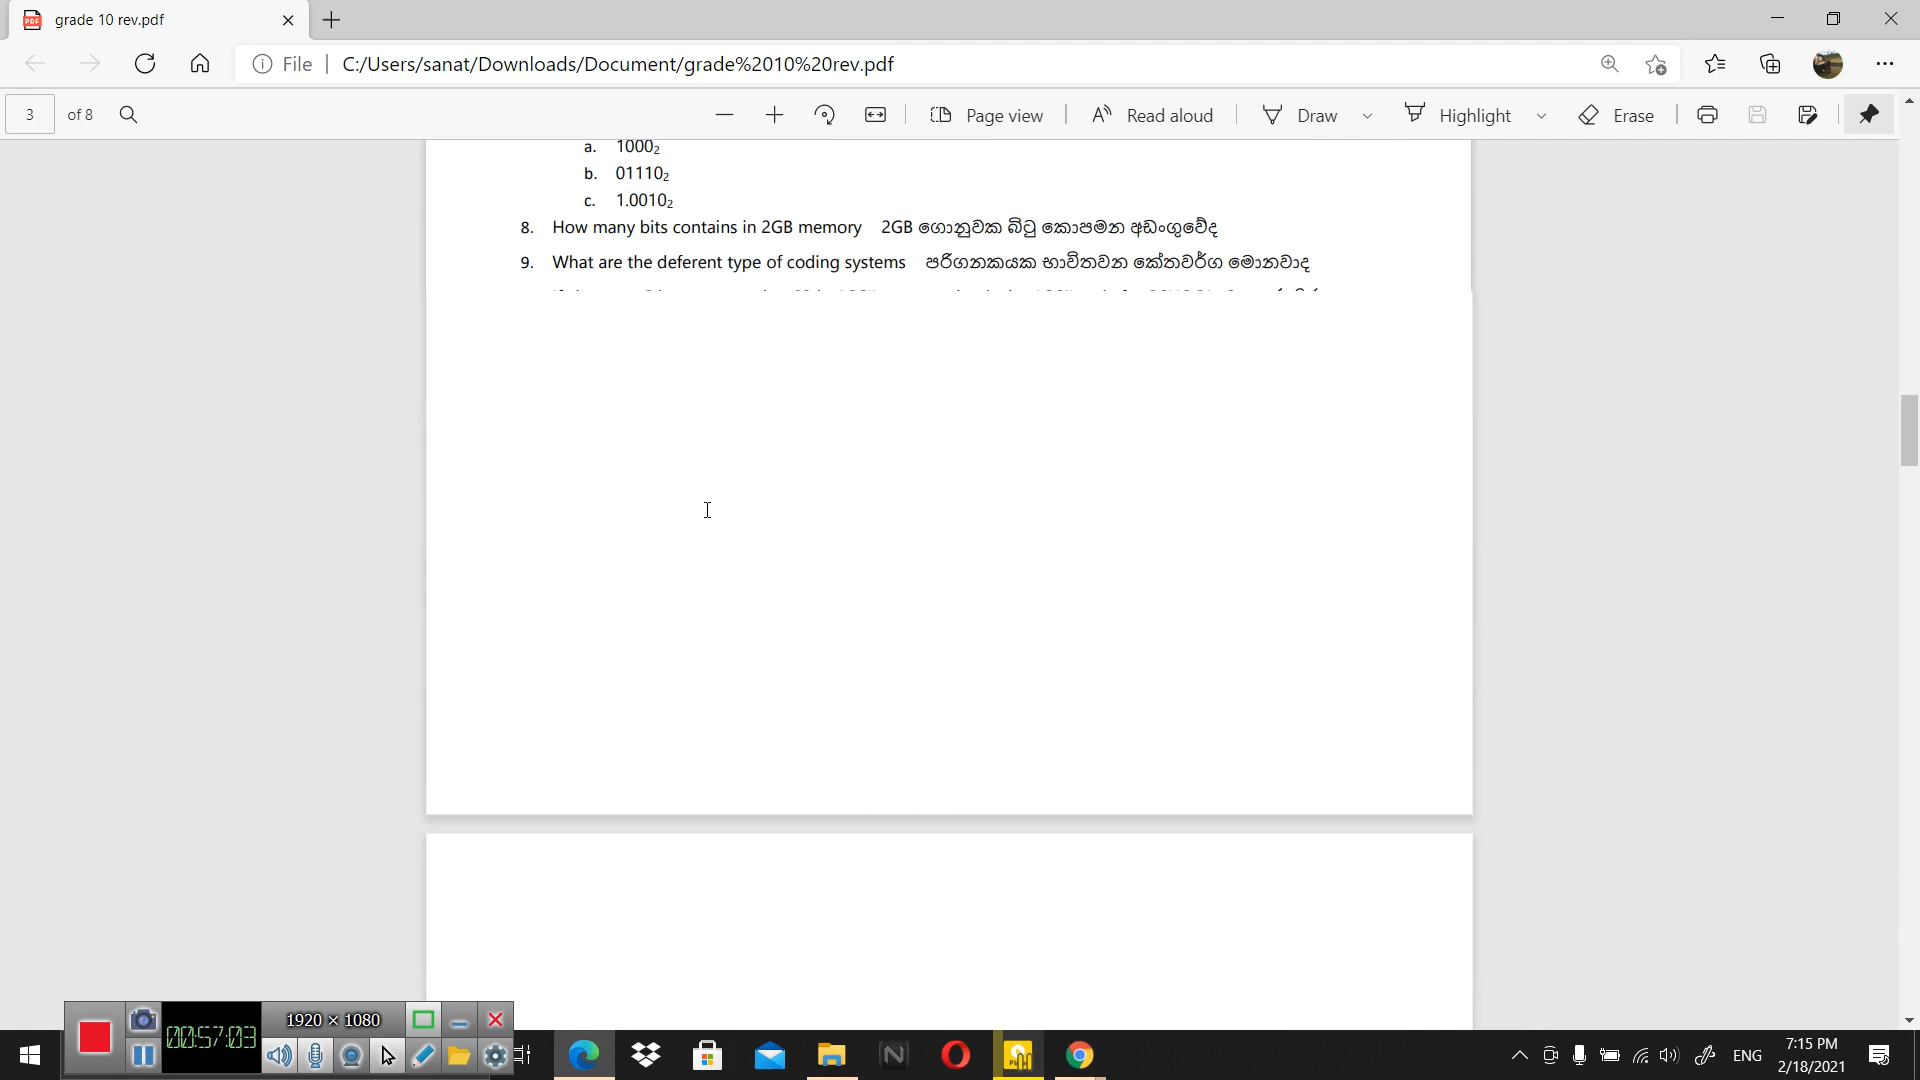 grade 10 rev.pdf
File | C:/Users/sanat/Downloads/Document/grade%2010%20rev.pdf
3 of 8 Page view Read aloud Draw Highlight Erase
a. 1000₂
b. 01110₂
c. 1.0010₂
8. How many bits contains in 2GB memory 2GB ගොනුවක බිටු කොපමන අඩංගුවේද
9. What are the deferent type of coding systems පරිගනකයක භාවිතවන කේතවර්ග මොනවාද
00:57:03 1920 × 1080
ENG 7:15 PM
2/18/2021